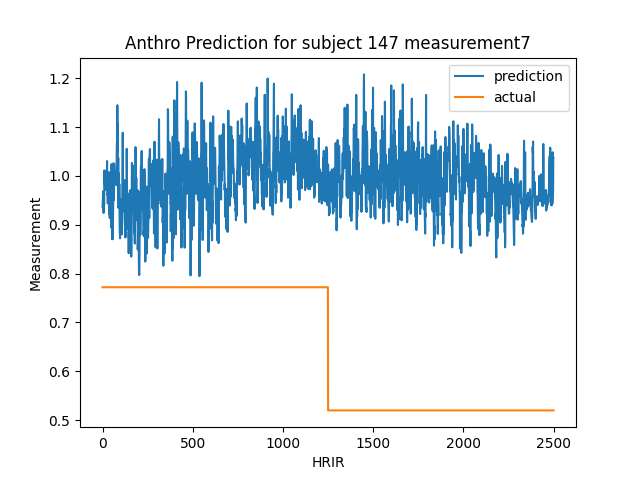 Anthro Prediction for subject 147 measurement7
prediction
actual
Measurement
1.2
1.1
1.0
0.9
0.8
0.7
0.6
0.5
0 500 1000 1500 2000 2500
HRIR